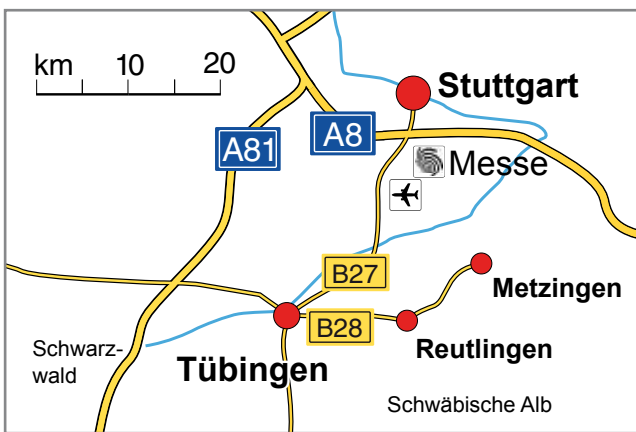 km 10 20
Stuttgart
A81
A8
Messe
B27
Metzingen
B28
Reutlingen
Schwarz-
wald
Tübingen
Schwäbische Alb